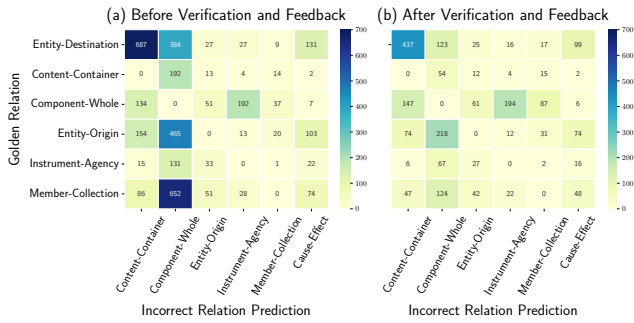 (a) Before Verification and Feedback
(b) After Verification and Feedback
Golden Relation
Entity-Destination
Content-Container
Component-Whole
Entity-Origin
Instrument-Agency
Member-Collection
687 384 27 27 9 131
0 192 13 4 14 2
134 0 51 192 37 7
154 465 0 13 20 103
15 131 33 0 1 22
86 652 51 28 0 74
700
600
500
400
300
200
100
0
437 123 25 16 17 99
0 54 12 4 15 2
147 0 61 194 87 6
74 218 0 12 31 74
6 67 27 0 2 16
47 124 42 22 0 48
700
600
500
400
300
200
100
0
Content-Container
Component-Whole
Entity-Origin
Instrument-Agency
Member-Collection
Cause-Effect
Content-Container
Component-Whole
Entity-Origin
Instrument-Agency
Member-Collection
Cause-Effect
Incorrect Relation Prediction
Incorrect Relation Prediction